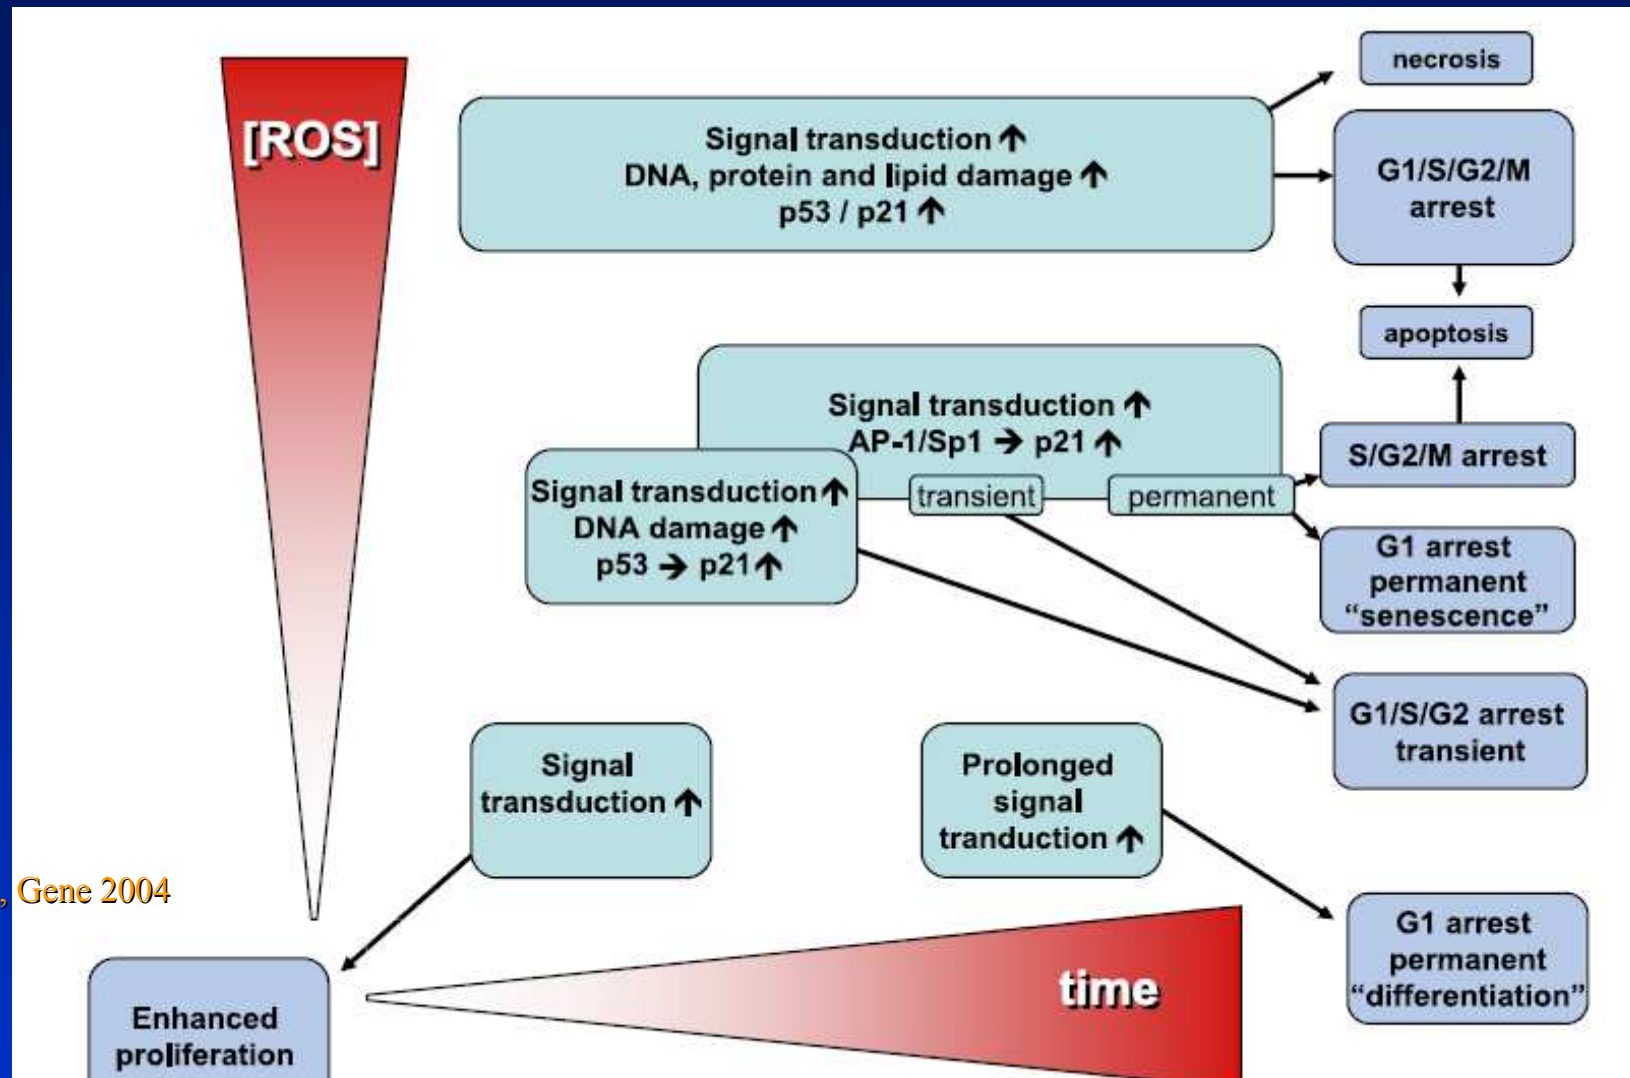 [ROS]
Signal transduction ↑
DNA, protein and lipid damage ↑
p53 / p21 ↑
necrosis
G1/S/G2/M
arrest
apoptosis
Signal transduction ↑
AP-1/Sp1 → p21 ↑
transient
permanent
Signal transduction ↑
DNA damage ↑
p53 → p21 ↑
S/G2/M arrest
G1 arrest
permanent
“senescence”
G1/S/G2 arrest
transient
Signal
transduction ↑
Prolonged
signal
tranduction ↑
G1 arrest
permanent
“differentiation”
, Gene 2004
Enhanced
proliferation
time